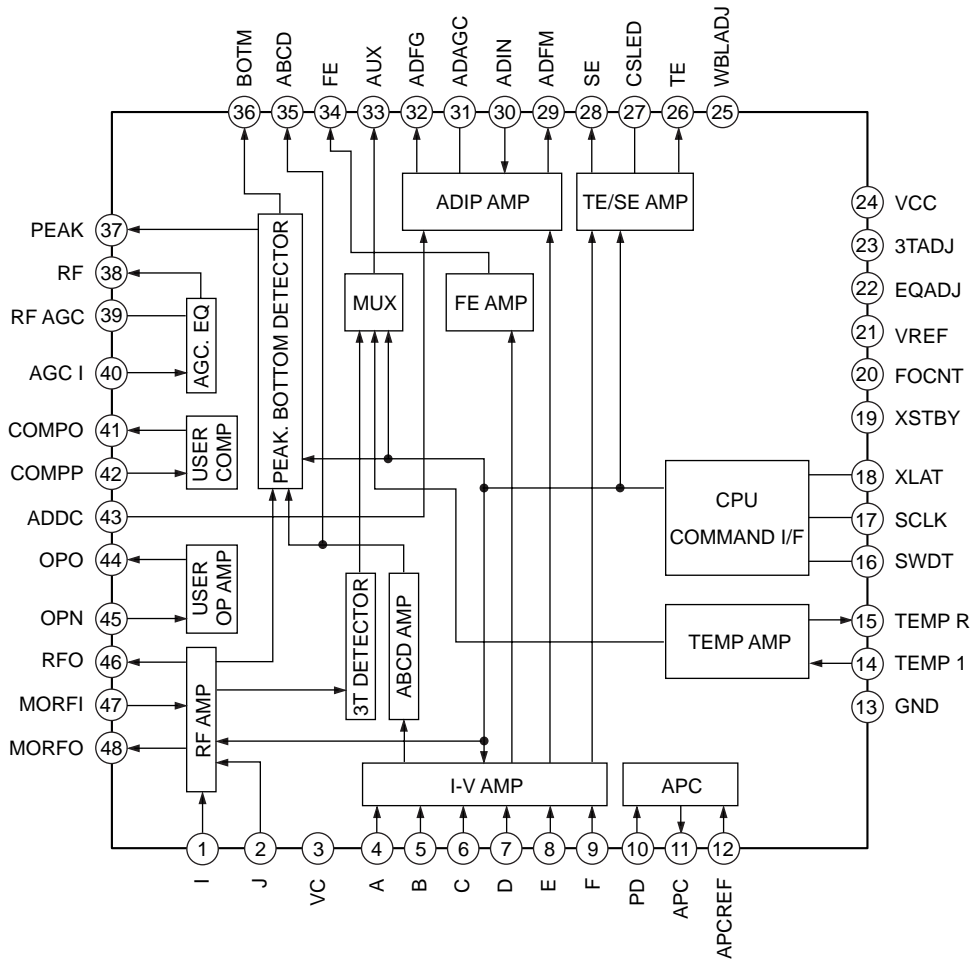 BOTM
ABCD
FE
AUX
ADFG
ADAGC
ADIN
ADFM
SE
CSLED
TE
WBLADJ
36
35
34
33
32
31
30
29
28
27
26
25
ADIP AMP
TE/SE AMP
PEAK 37
RF 38
RF AGC 39
AGC I 40
COMPO 41
COMPP 42
ADDC 43
OPO 44
OPN 45
RFO 46
MORFI 47
MORFO 48
AGC. EQ
USER
COMP
USER
OP AMP
RF AMP
PEAK. BOTTOM DETECTOR
MUX
FE AMP
3T DETECTOR
ABCD AMP
CPU
COMMAND I/F
TEMP AMP
I-V AMP
APC
24 VCC
23 3TADJ
22 EQADJ
21 VREF
20 FOCNT
19 XSTBY
18 XLAT
17 SCLK
16 SWDT
15 TEMP R
14 TEMP 1
13 GND
1
2
3
4
5
6
7
8
9
10
11
12
I
J
VC
A
B
C
D
E
F
PD
APC
APCREF